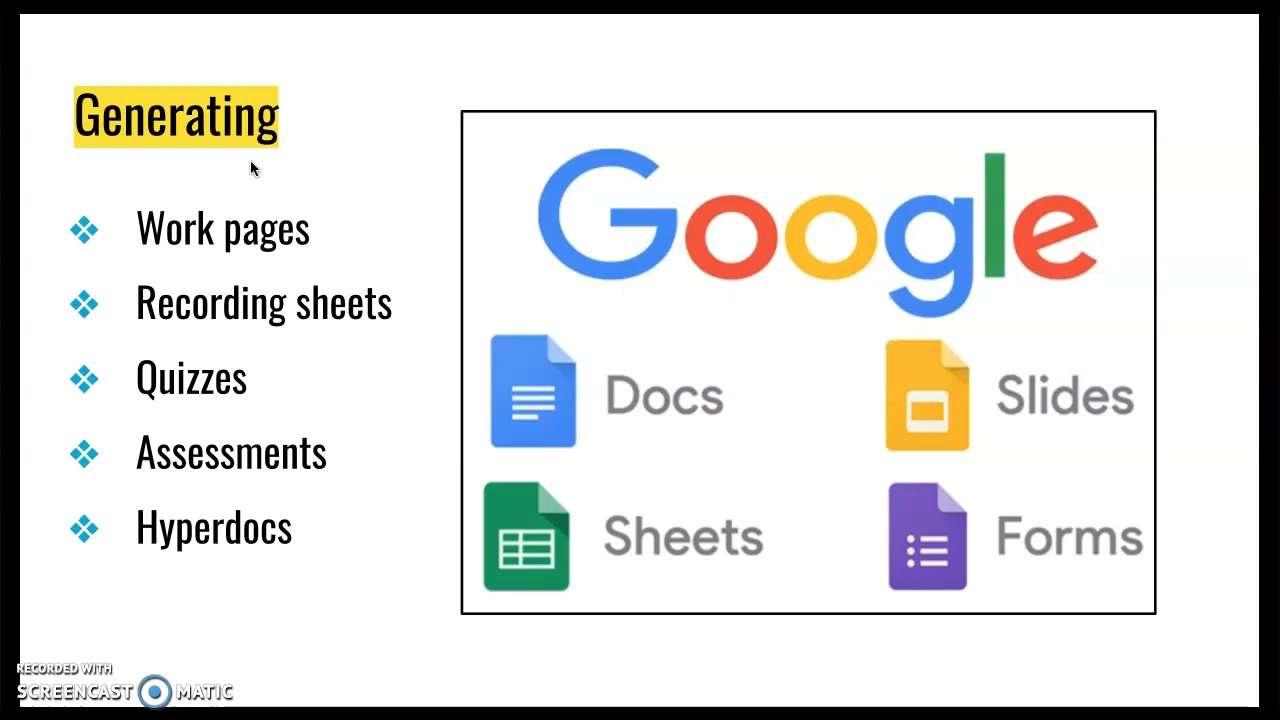 Generating
Work pages
Recording sheets
Quizzes
Assessments
Hyperdocs
Google
Docs
Slides
Sheets
Forms
RECORDED WITH
SCREENCAST MATIC